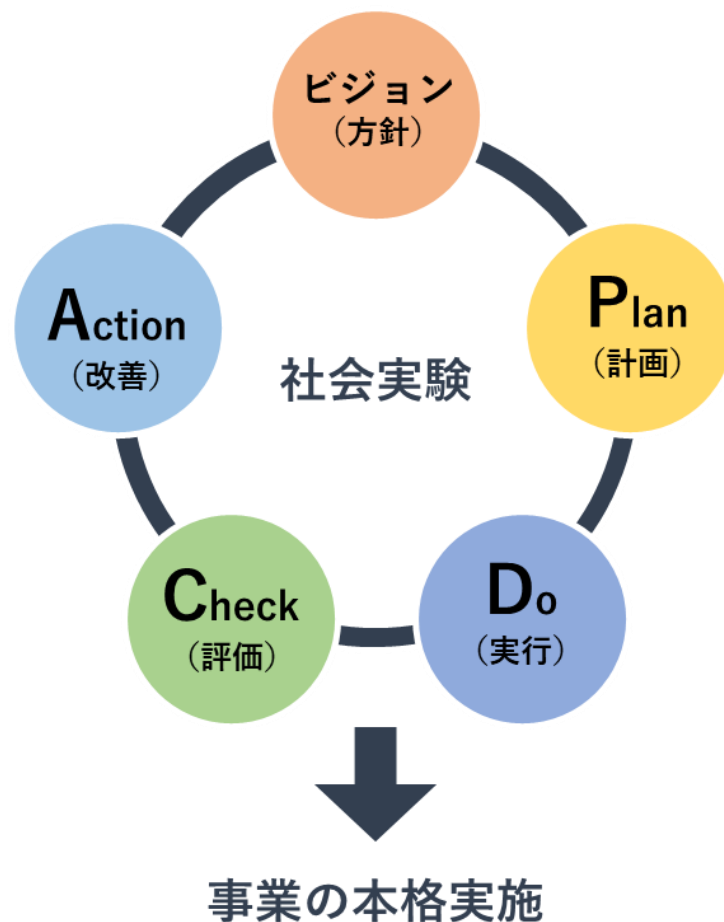 ビジョン
（方針）
Plan
（計画）
Do
（実行）
Check
（評価）
Action
（改善）
社会実験
事業の本格実施